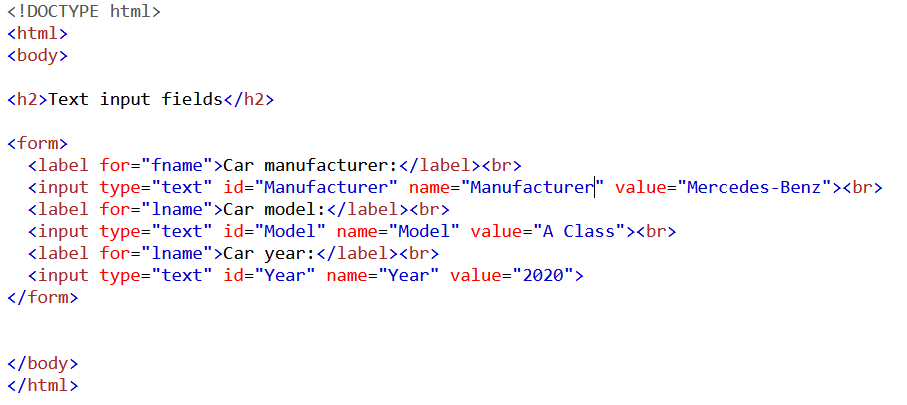 <!DOCTYPE html>
<html>
<body>

<h2>Text input fields</h2>

<form>
  <label for="fname">Car manufacturer:</label><br>
  <input type="text" id="Manufacturer" name="Manufacturer" value="Mercedes-Benz"><br>
  <label for="lname">Car model:</label><br>
  <input type="text" id="Model" name="Model" value="A Class"><br>
  <label for="lname">Car year:</label><br>
  <input type="text" id="Year" name="Year" value="2020">
</form>


</body>
</html>